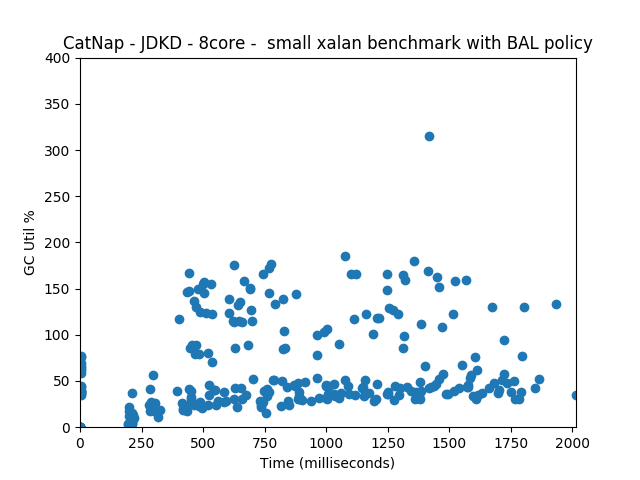 CatNap - JDKD - 8core -  small xalan benchmark with BAL policy
400
350
300
250
200
150
100
50
0
GC Util %
0 250 500 750 1000 1250 1500 1750 2000
Time (milliseconds)